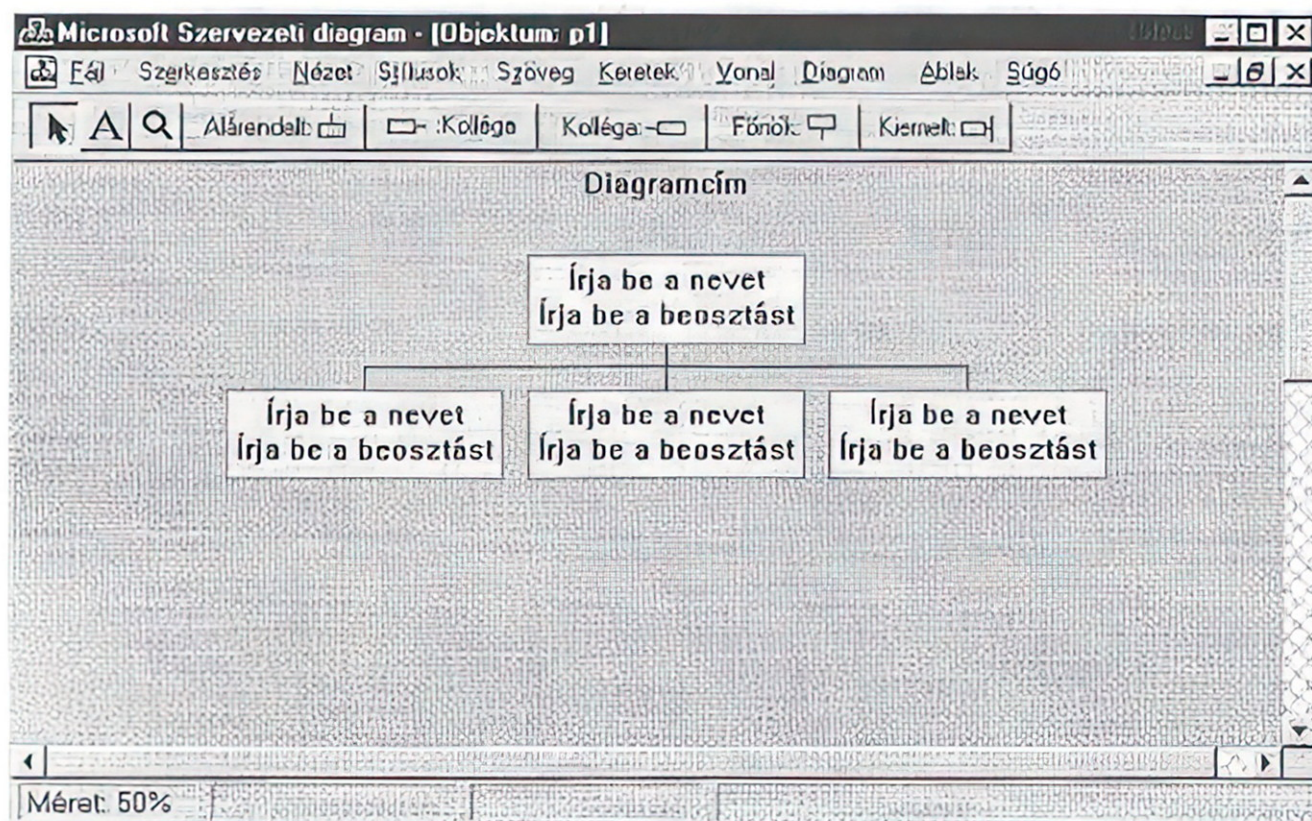 Microsoft Szervezeti diagram - [Objektum: p1]
Fájl Szerkesztés Nézet Stílusok Szöveg Keretek Vonal Diagram Ablak Súgó
A Alárendelt: :Kolléga Kolléga: Főnök: Kiemelt:
Diagramcím
Írja be a nevet
Írja be a beosztást
Írja be a nevet Írja be a nevet Írja be a nevet
Írja be a beosztást Írja be a beosztást Írja be a beosztást
Méret: 50%